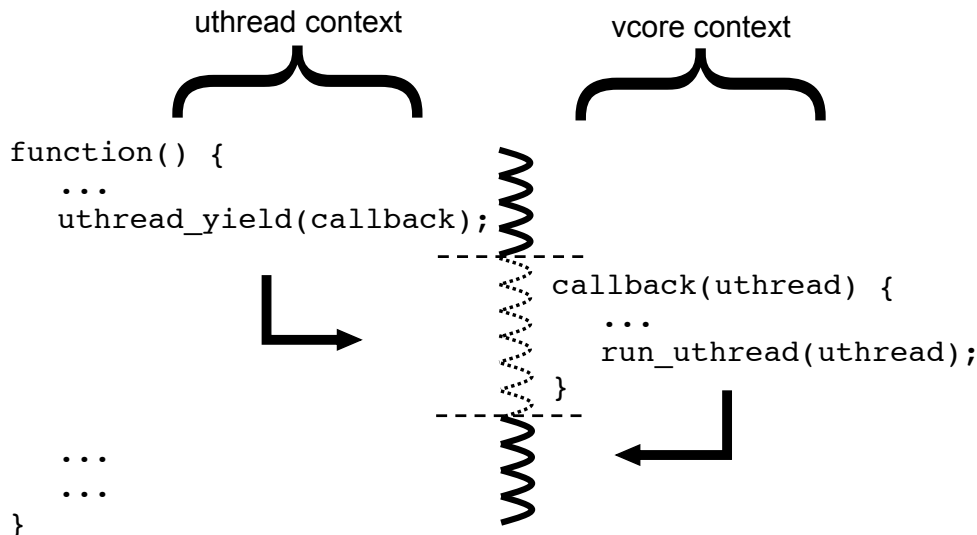 uthread context
vcore context
function() {
...
uthread_yield(callback);
callback(uthread) {
...
run_uthread(uthread);
}
...
...
}